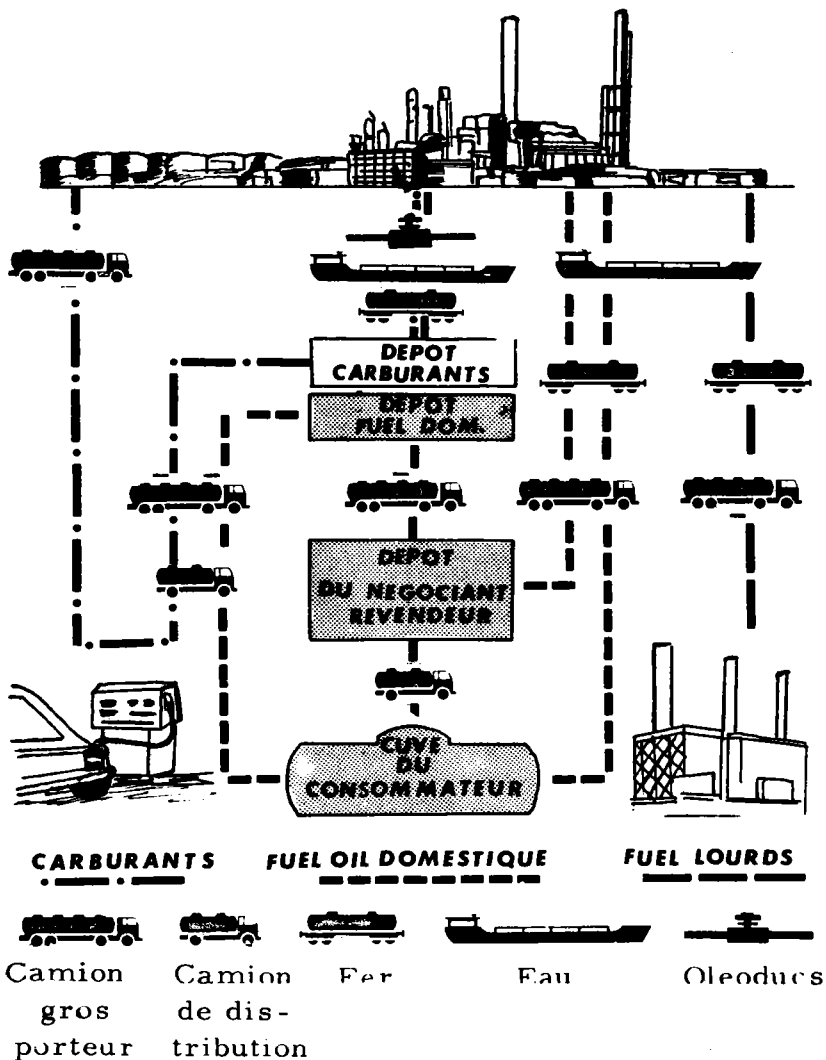 DEPOT
CARBURANTS
DEPOT
FUEL DOM.
DEPOT
DU NEGOCIANT
REVENDEUR
CUVE
DU
CONSOMMATEUR
CARBURANTS FUEL OIL DOMESTIQUE FUEL LOURDS
Camion Camion Fer Eau Oleoducs
gros de dis-
porteur tribution